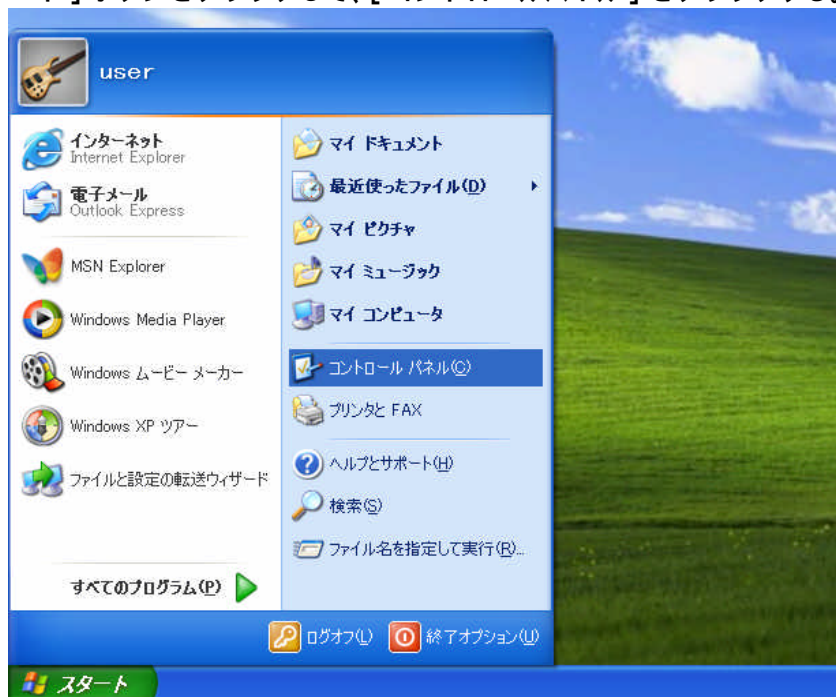 user
インターネット
Internet Explorer
電子メール
Outlook Express
MSN Explorer
Windows Media Player
Windows ムービー メーカー
Windows XP ツアー
ファイルと設定の転送ウィザード
すべてのプログラム(P)
マイ ドキュメント
最近使ったファイル(D)
マイ ピクチャ
マイ ミュージック
マイ コンピュータ
コントロール パネル(C)
プリンタと FAX
ヘルプとサポート(H)
検索(S)
ファイル名を指定して実行(R)...
ログオフ(L)
終了オプション(U)
スタート